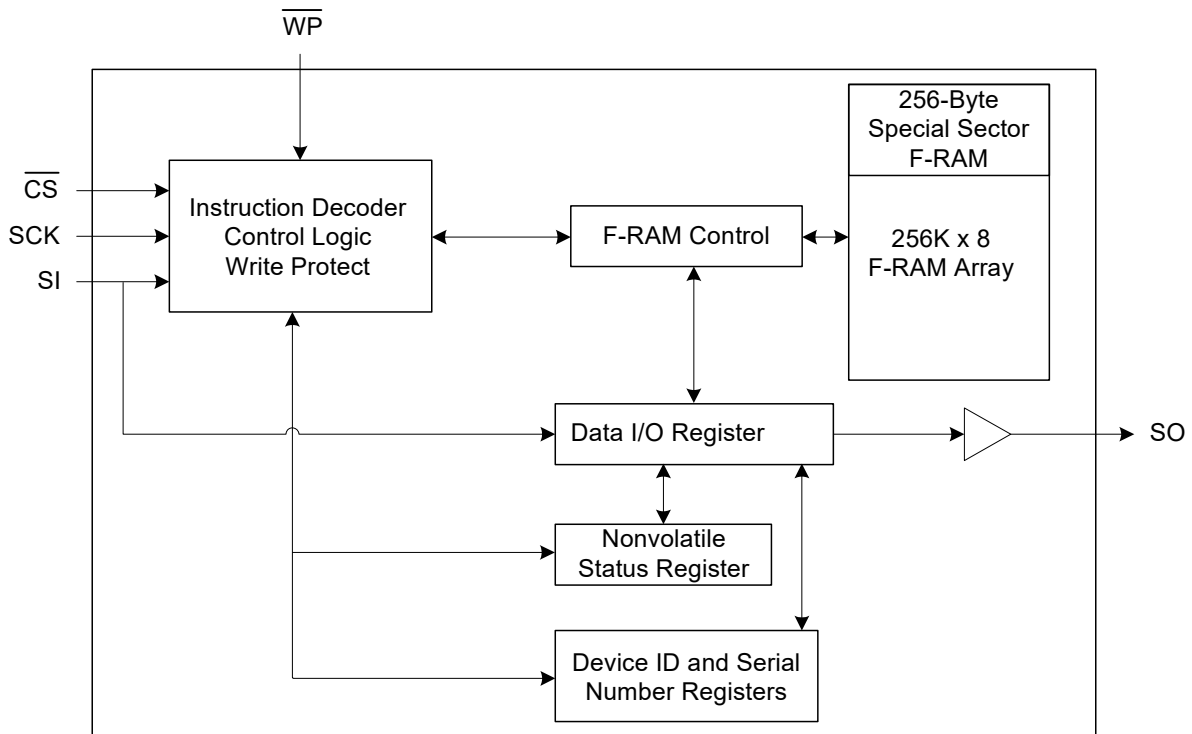 WP
256-Byte
Special Sector
F-RAM
CS
SCK
SI
Instruction Decoder
Control Logic
Write Protect
F-RAM Control
256K x 8
F-RAM Array
Data I/O Register
SO
Nonvolatile
Status Register
Device ID and Serial
Number Registers